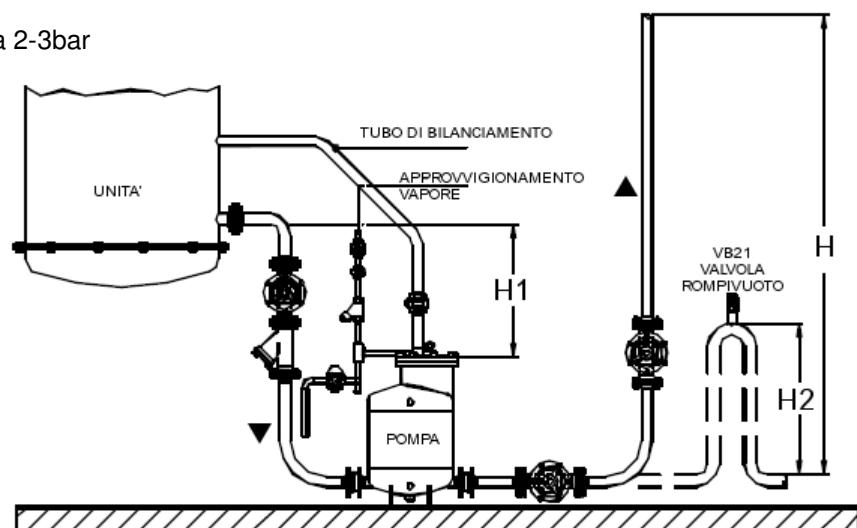 a 2-3bar
TUBO DI BILANCIAMENTO
APPROVVIGIONAMENTO
VAPORE
UNITA'
VB21
VALVOLA
ROMPIVUOTO
H
H1
H2
POMPA